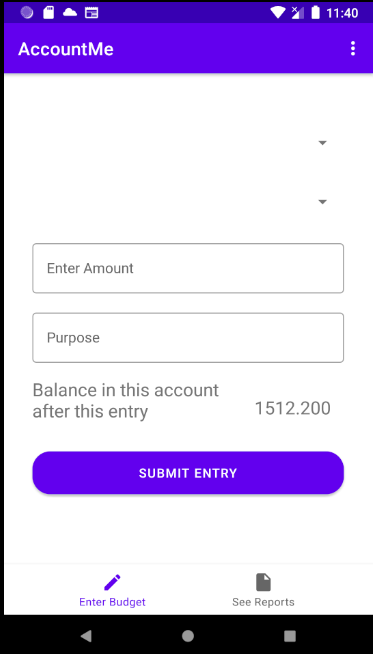 11:40
AccountMe
Enter Amount
Purpose
Balance in this account
after this entry
1512.200
SUBMIT ENTRY
Enter Budget
See Reports